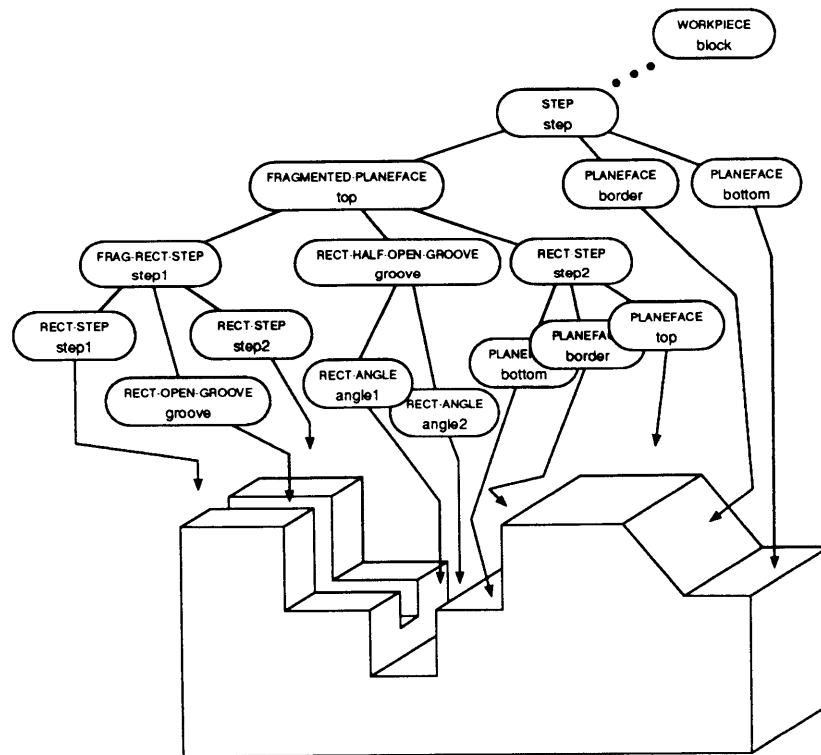 WORKPIECE
block
STEP
step
FRAGMENTED·PLANEFACE
top
PLANEFACE
border
PLANEFACE
bottom
FRAG·RECT·STEP
step1
RECT·HALF·OPEN·GROOVE
groove
RECT·STEP
step2
RECT·STEP
step1
RECT·STEP
step2
RECT·OPEN·GROOVE
groove
RECT·ANGLE
angle1
RECT·ANGLE
angle2
bottom
border
PLANEFACE
top